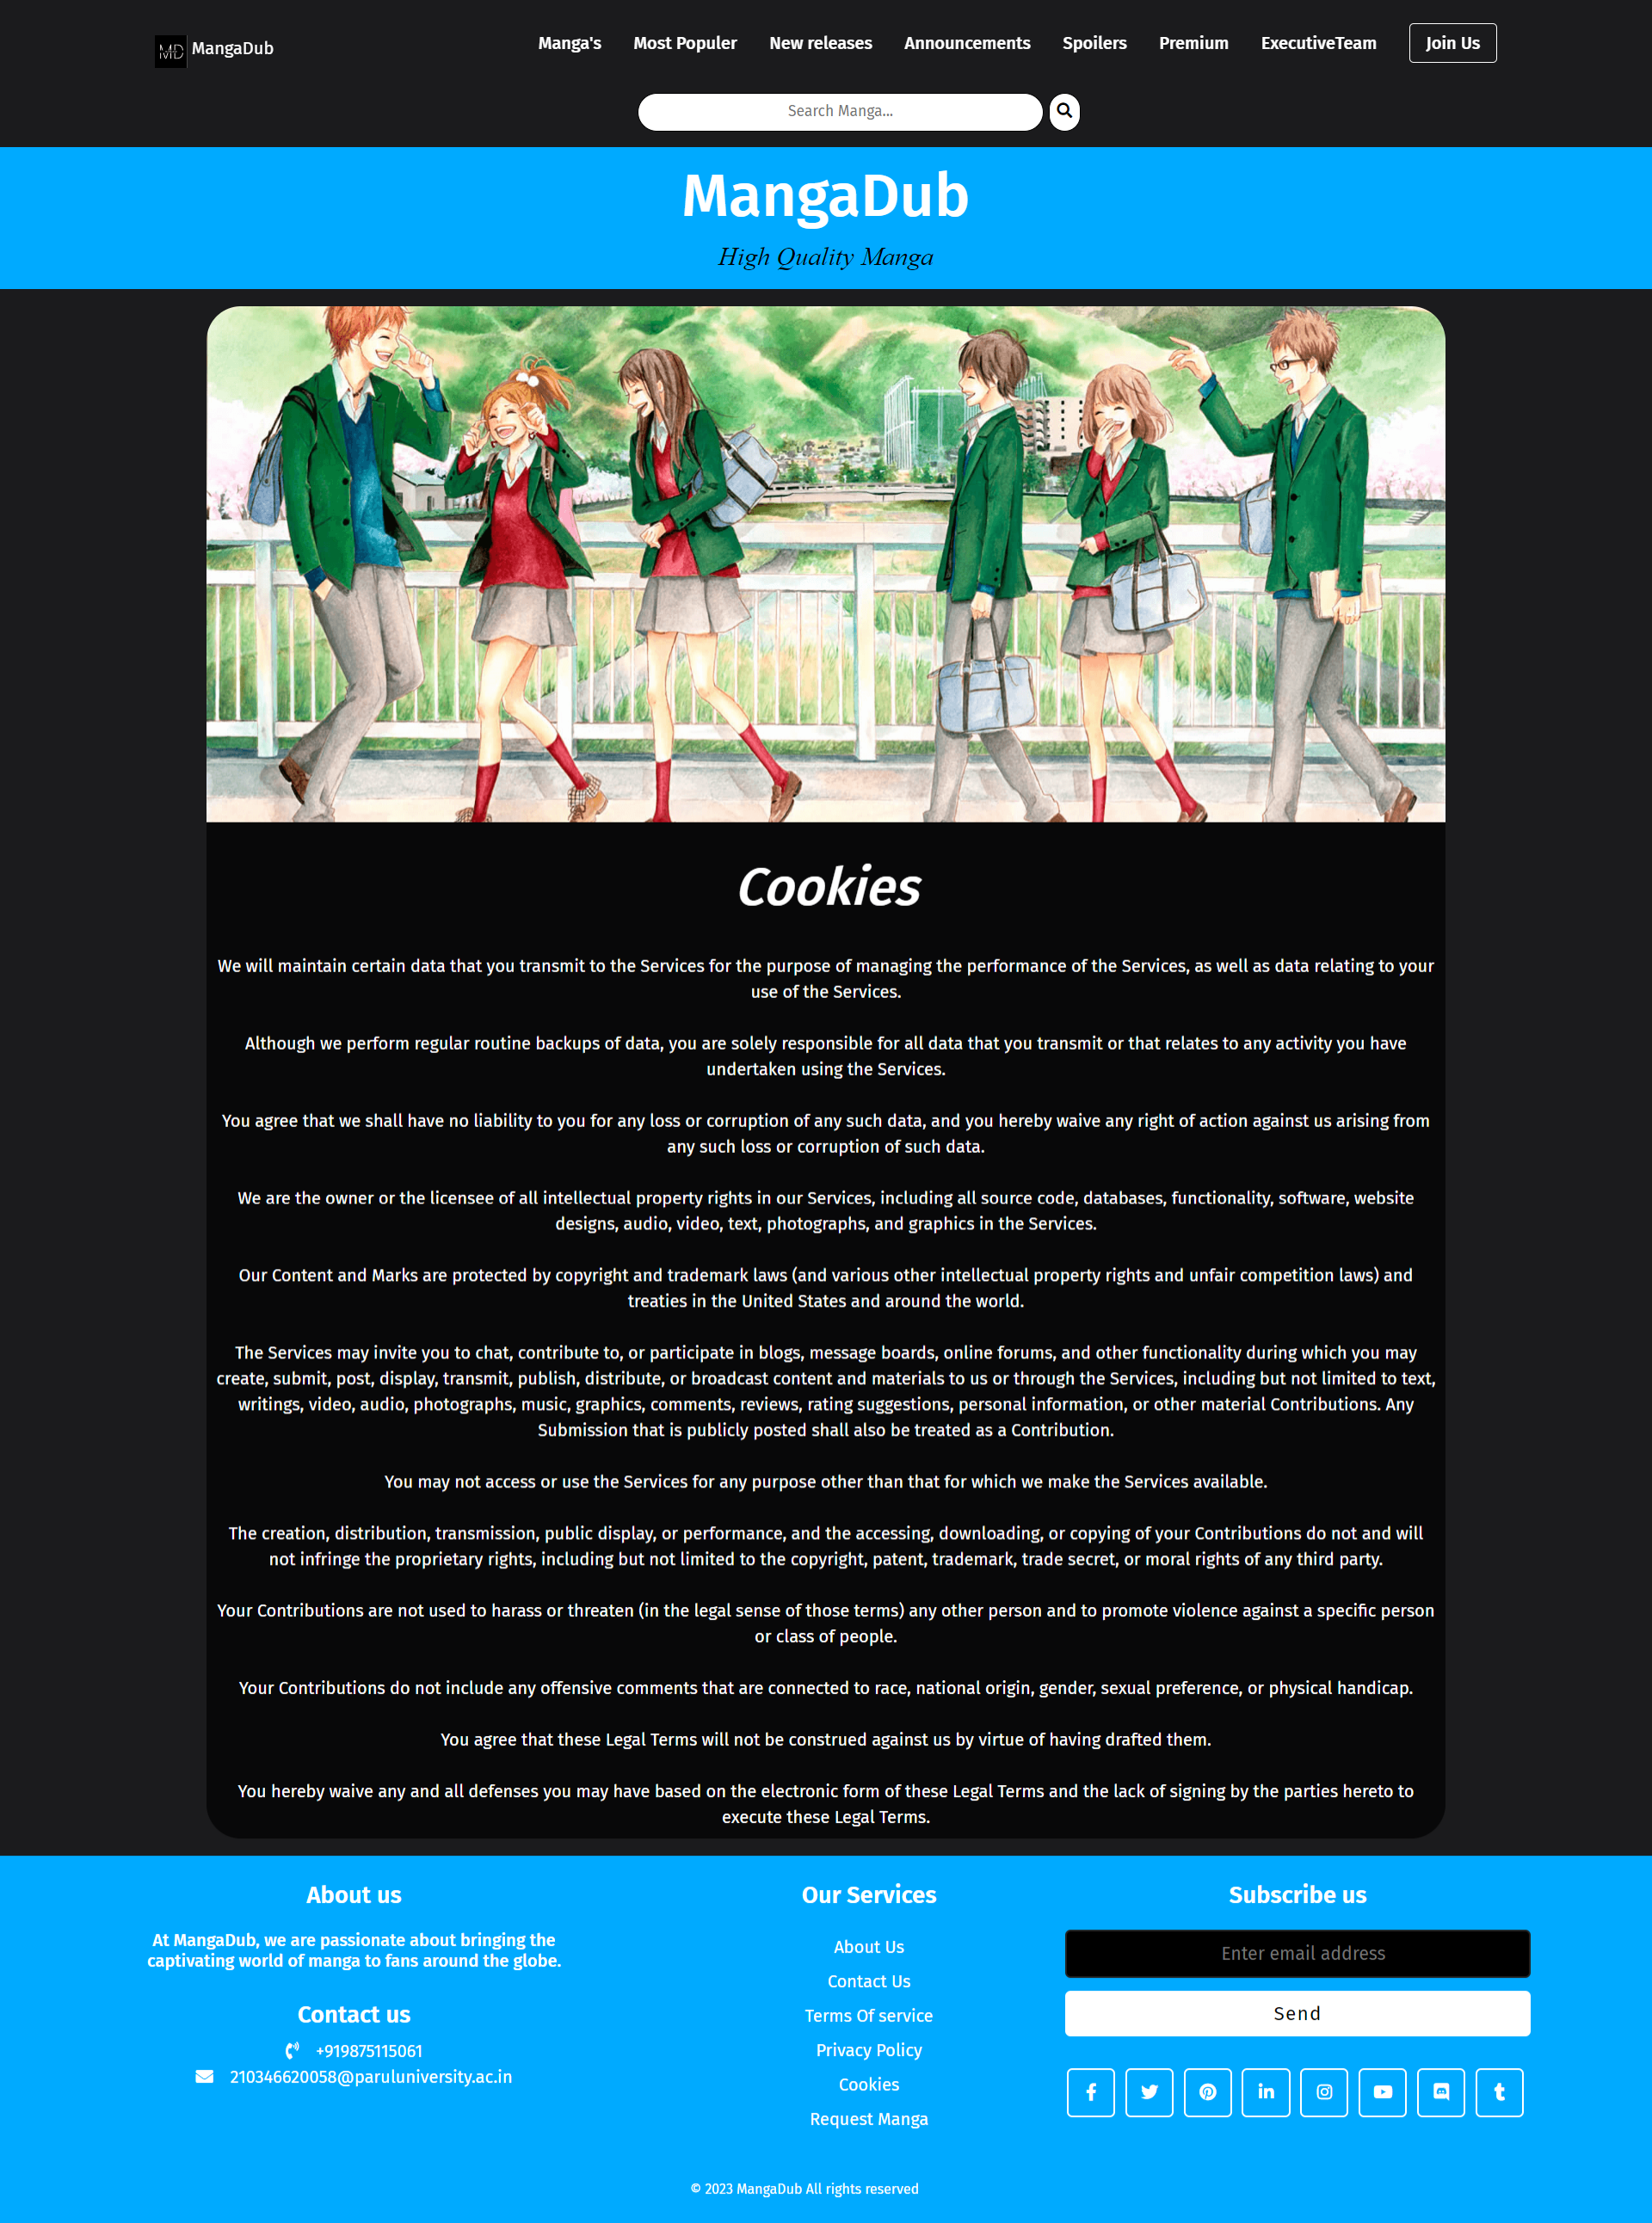 MD MangaDub
Manga's Most Populer New releases Announcements Spoilers Premium ExecutiveTeam Join Us
Search Manga...
MangaDub
High Quality Manga
Cookies
We will maintain certain data that you transmit to the Services for the purpose of managing the performance of the Services, as well as data relating to your
use of the Services.
Although we perform regular routine backups of data, you are solely responsible for all data that you transmit or that relates to any activity you have
undertaken using the Services.
You agree that we shall have no liability to you for any loss or corruption of any such data, and you hereby waive any right of action against us arising from
any such loss or corruption of such data.
We are the owner or the licensee of all intellectual property rights in our Services, including all source code, databases, functionality, software, website
designs, audio, video, text, photographs, and graphics in the Services.
Our Content and Marks are protected by copyright and trademark laws (and various other intellectual property rights and unfair competition laws) and
treaties in the United States and around the world.
The Services may invite you to chat, contribute to, or participate in blogs, message boards, online forums, and other functionality during which you may
create, submit, post, display, transmit, publish, distribute, or broadcast content and materials to us or through the Services, including but not limited to text,
writings, video, audio, photographs, music, graphics, comments, reviews, rating suggestions, personal information, or other material Contributions. Any
Submission that is publicly posted shall also be treated as a Contribution.
You may not access or use the Services for any purpose other than that for which we make the Services available.
The creation, distribution, transmission, public display, or performance, and the accessing, downloading, or copying of your Contributions do not and will
not infringe the proprietary rights, including but not limited to the copyright, patent, trademark, trade secret, or moral rights of any third party.
Your Contributions are not used to harass or threaten (in the legal sense of those terms) any other person and to promote violence against a specific person
or class of people.
Your Contributions do not include any offensive comments that are connected to race, national origin, gender, sexual preference, or physical handicap.
You agree that these Legal Terms will not be construed against us by virtue of having drafted them.
You hereby waive any and all defenses you may have based on the electronic form of these Legal Terms and the lack of signing by the parties hereto to
execute these Legal Terms.
About us
At MangaDub, we are passionate about bringing the
captivating world of manga to fans around the globe.
Contact us
+919875115061
210346620058@paruluniversity.ac.in
Our Services
About Us
Contact Us
Terms Of service
Privacy Policy
Cookies
Request Manga
Subscribe us
Enter email address
Send
© 2023 MangaDub All rights reserved